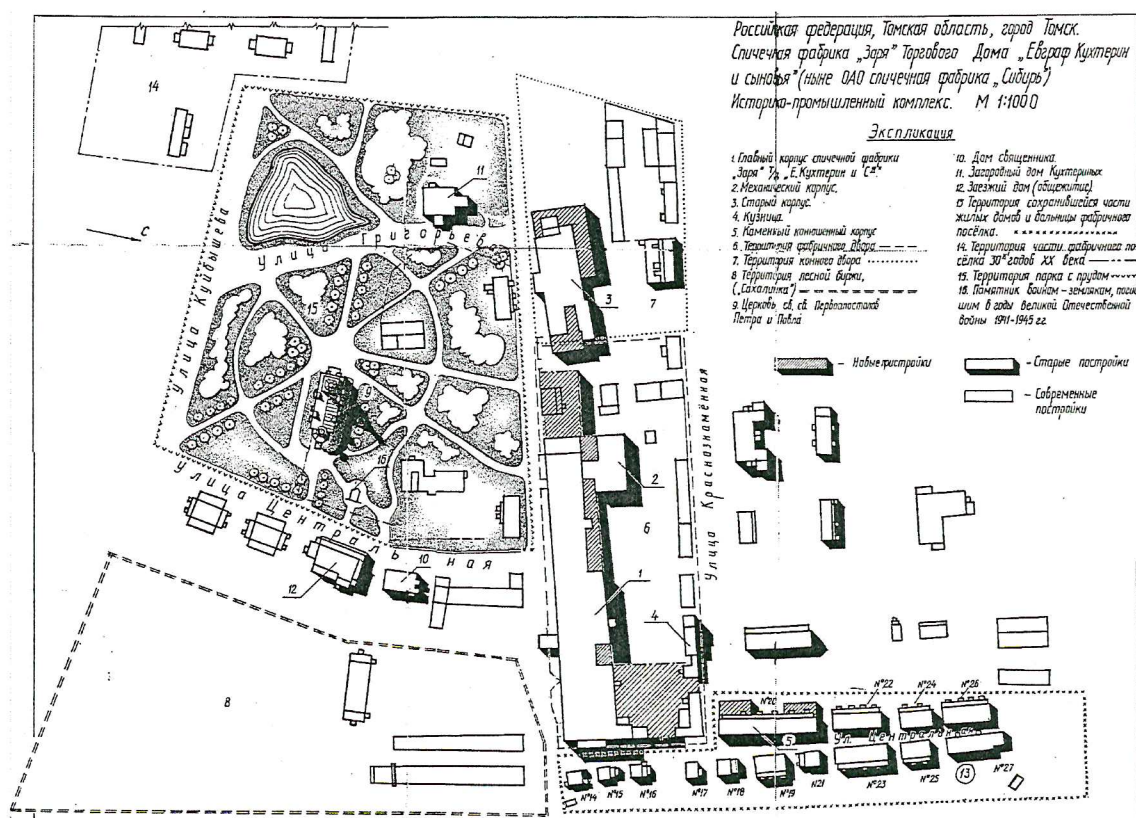 Российская федерация, Томская область, город Томск.
Спичечная фабрика „Заря" Торгового Дома „Евграф Кухтерин
и сыновья" (ныне ОАО спичечная фабрика „Сибирь")
Историко-промышленный комплекс. М 1:1000
Экспликация
1. Главный корпус спичечной фабрики
„Заря" Т/д „Е. Кухтерин и С-я"
2. Механический корпус.
3. Старый корпус.
4. Кузница.
5. Каменный конюшенный корпус
6. Территория фабричного двора
7. Территория конного двора
8 Территория лесной биржи,
(„Сахалинка")
9. Церковь св. св. Первоапостолов
Петра и Павла
10. Дом священника.
11. Загородный дом Кухтериных
12. Заезжий дом (общежитие)
13 Территория сохранившейся части
жилых домов и больницы фабричного
посёлка.
14. Территория части фабричного по
сёлка 30х годов ХХ века
15. Территория парка с прудом
16. Памятник воинам-землякам, погиб
шим в годы Великой Отечественной
войны 1941-1945 гг
- Новые пристройки
- Старые постройки
- Современные
постройки
14
С
11
Улица Григорьева
Улица Куйбышева
15
3
7
9
16
2
6
Улица Краснознамённая
Улица Центральная
12
10
1
4
8
№20
№22
№24
№26
5
Ул. Центральная
13
№14
№15
№16
№17
№18
№19
№21
№23
№25
№27